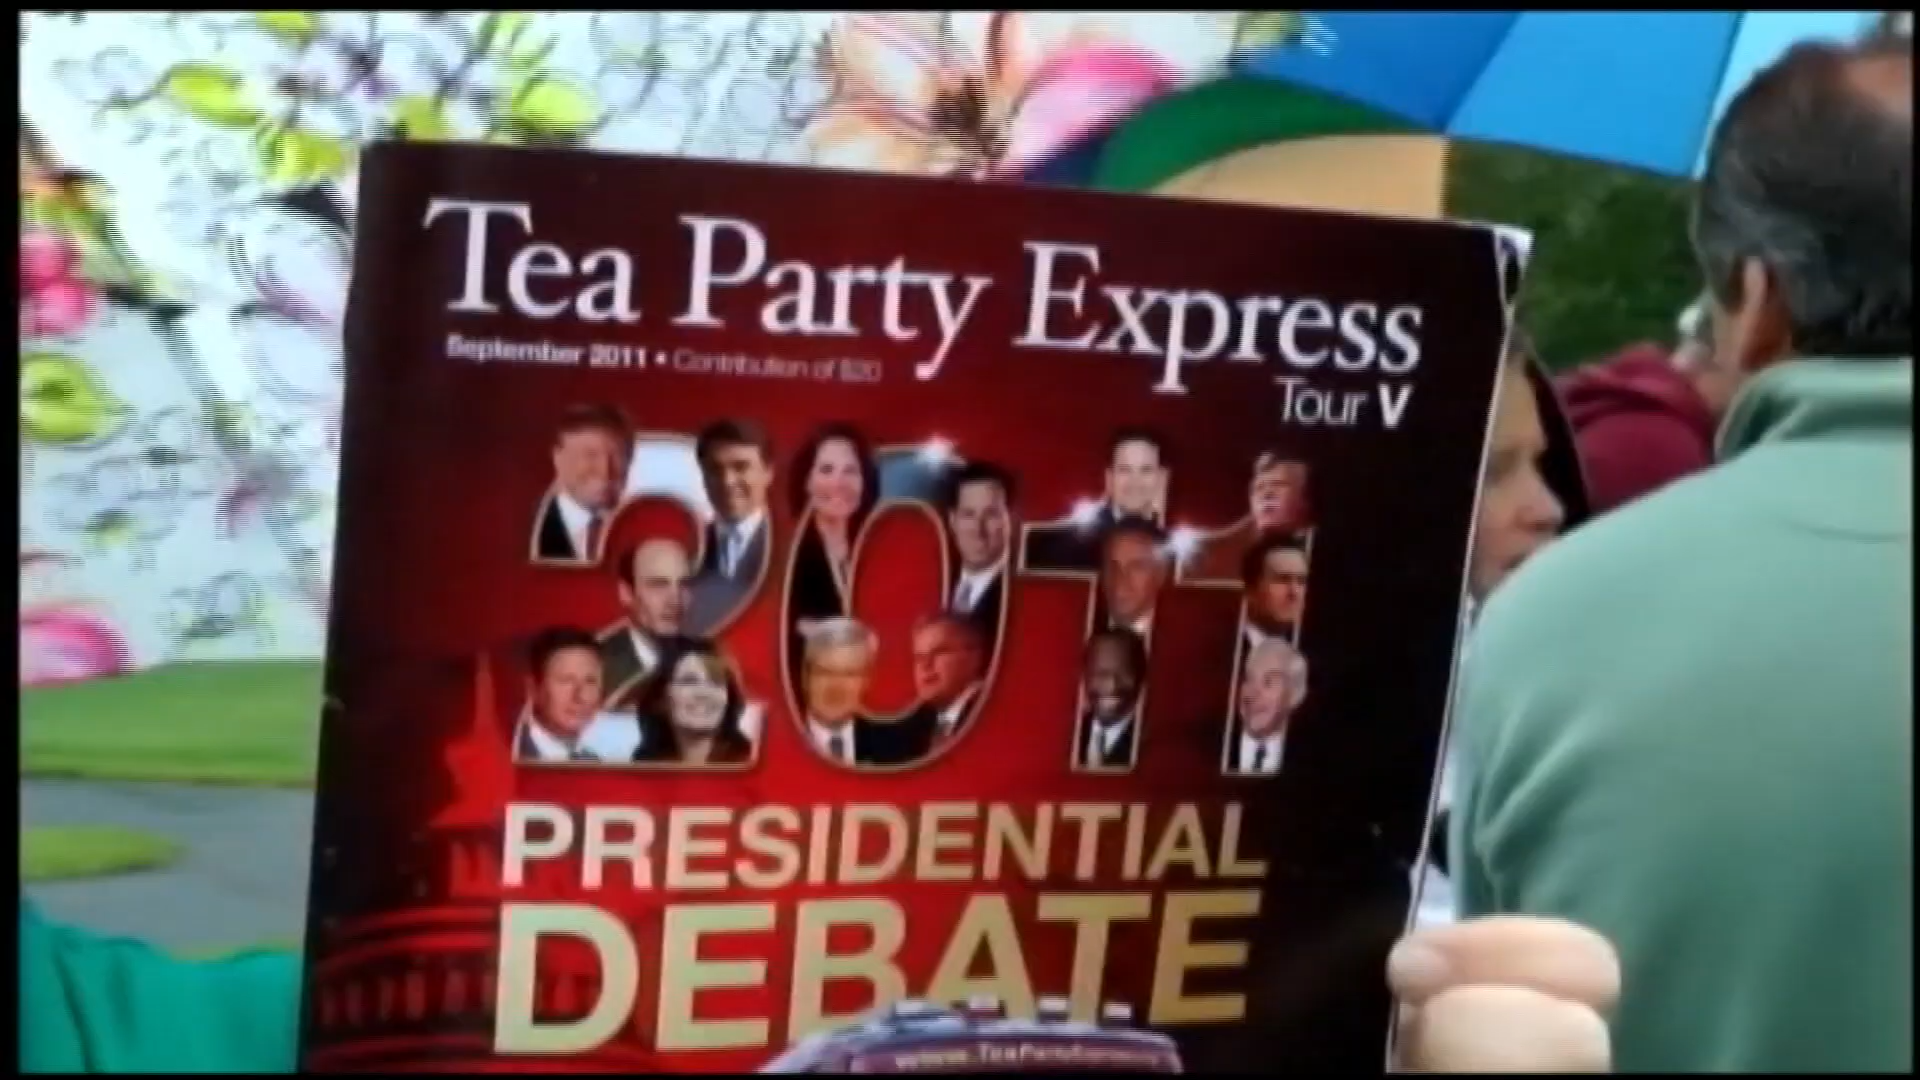 Tea Party Express
September 2011 • Contribution of $20
Tour V
2011
PRESIDENTIAL
DEBATE